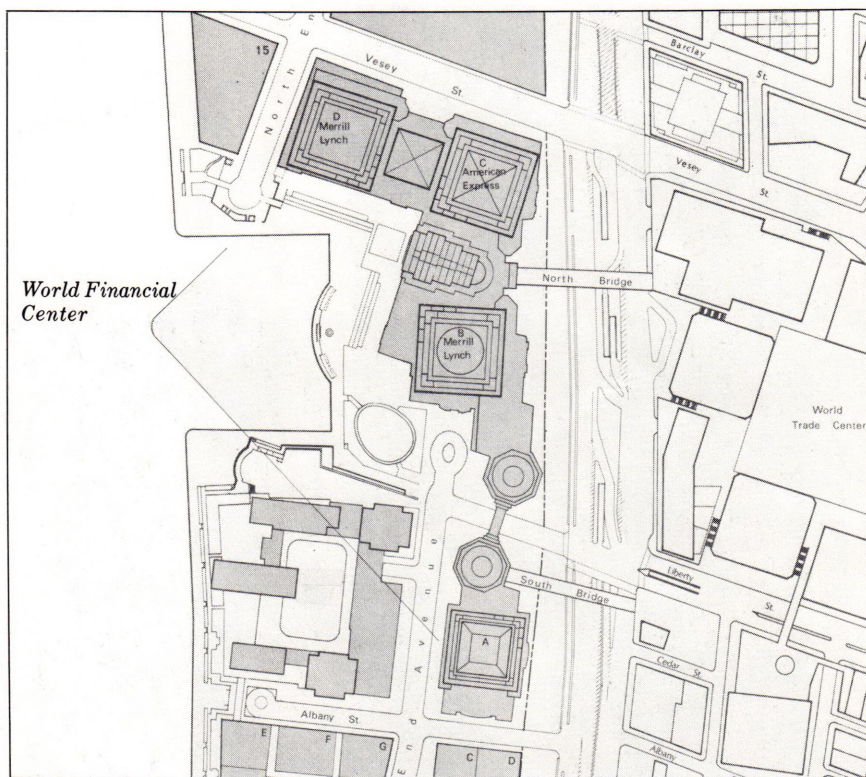 15
North En
Vesey
St.
Barclay
St.
D
Merrill
Lynch
C
American
Express
Vesey
St.
World Financial
Center
North Bridge
B
Merrill
Lynch
World
Trade Center
Liberty
St.
South Bridge
A
Cedar St.
End Avenue
Albany St.
Albany
E
F
G
C
D